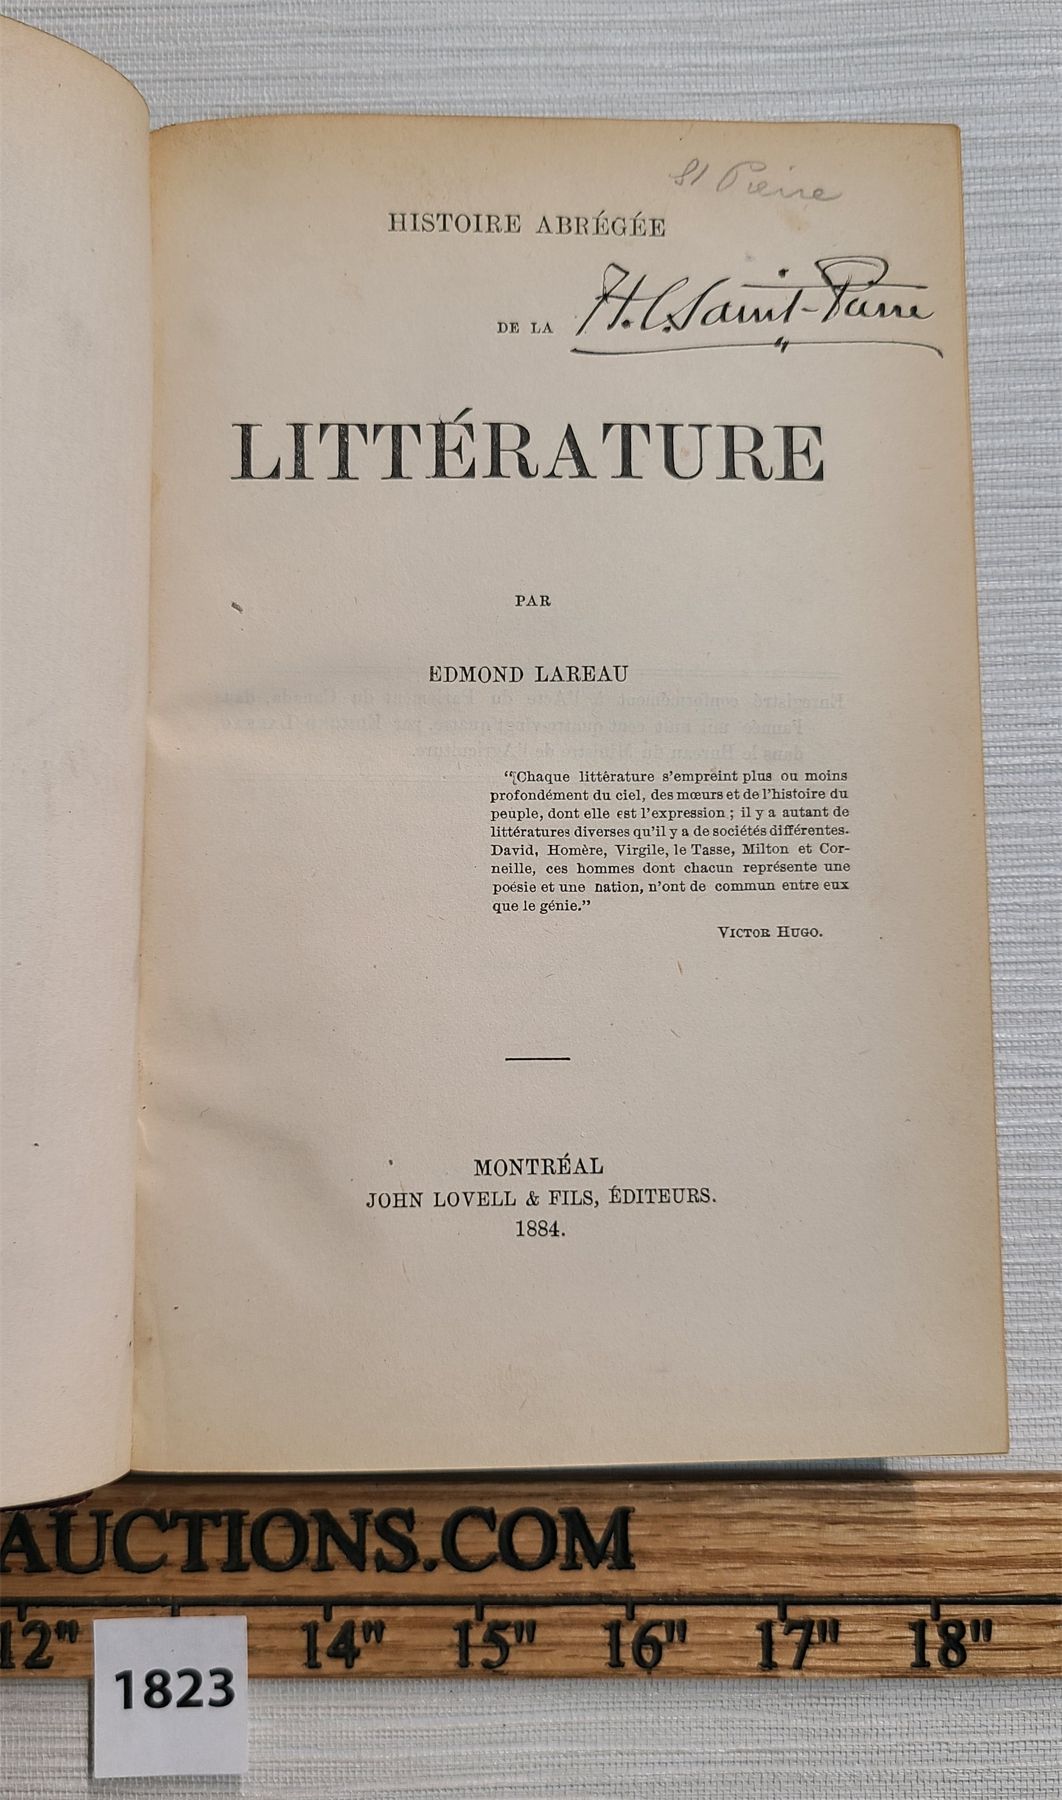 St Pierre
HISTOIRE ABRÉGÉE
DE LA
H.C. Saint-Pierre
LITTÉRATURE
PAR
EDMOND LAREAU
“Chaque littérature s'empreint plus ou moins
profondément du ciel, des mœurs et de l'histoire du
peuple, dont elle est l'expression ; il y a autant de
littératures diverses qu'il y a de sociétés différentes.
David, Homère, Virgile, le Tasse, Milton et Cor-
neille, ces hommes dont chacun représente une
poésie et une nation, n'ont de commun entre eux
que le génie.”
VICTOR HUGO.
MONTRÉAL
JOHN LOVELL & FILS, ÉDITEURS.
1884.
AUCTIONS.COM
12" 14" 15" 16" 17" 18"
1823